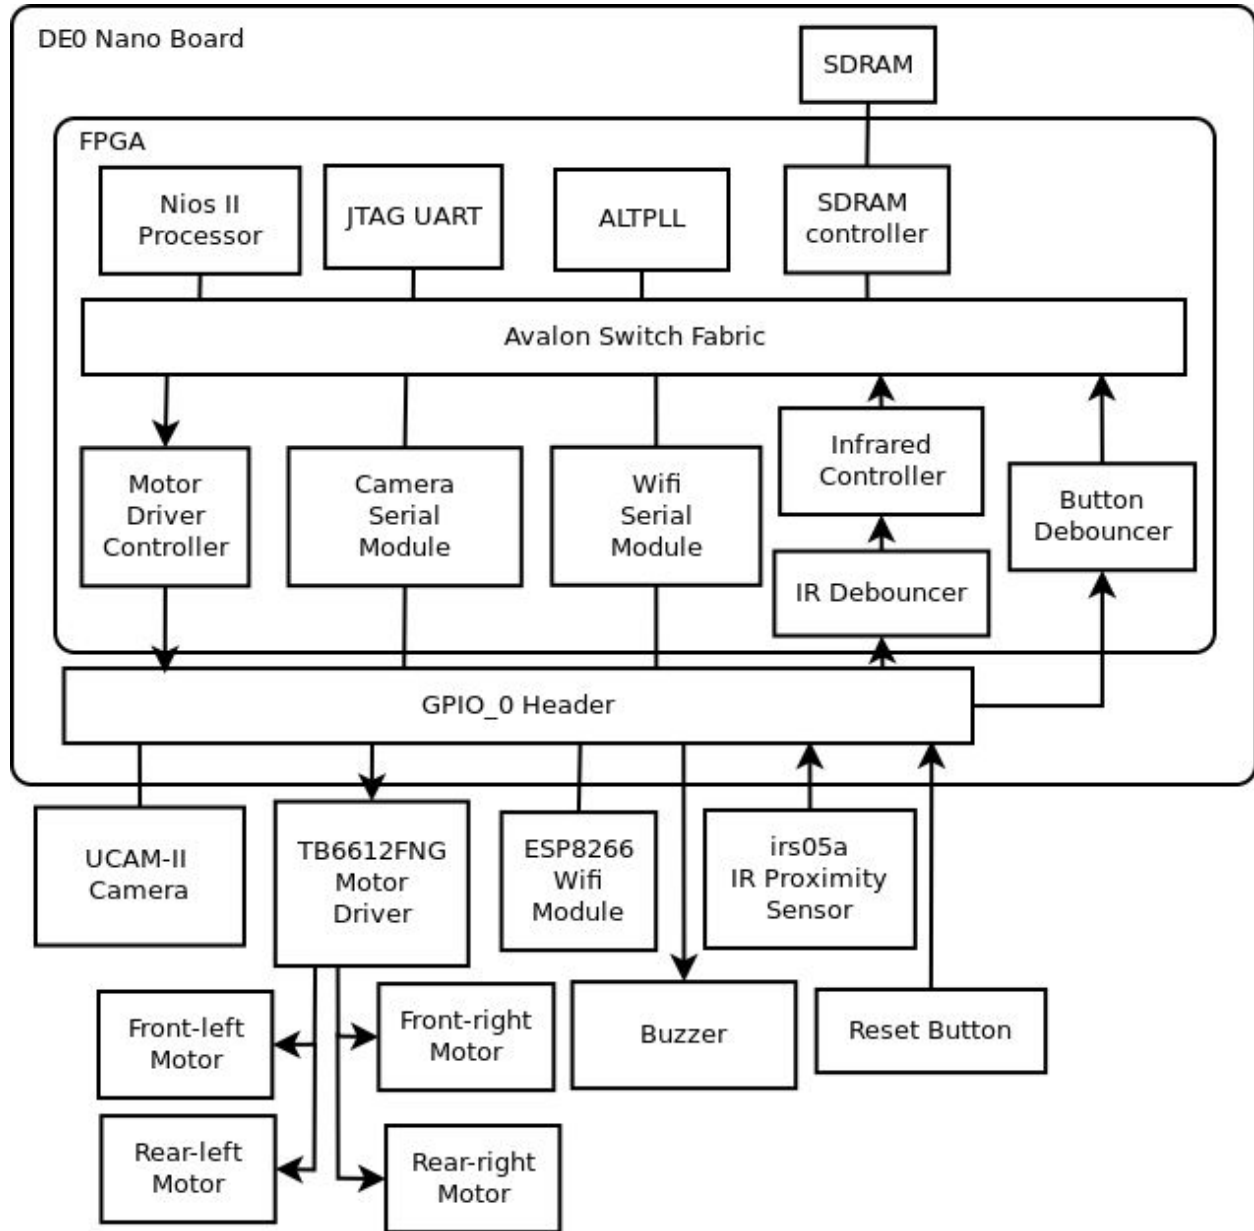 DE0 Nano Board
SDRAM
FPGA
Nios II
Processor
JTAG UART
ALTPLL
SDRAM
controller
Avalon Switch Fabric
Motor
Driver
Controller
Camera
Serial
Module
Wifi
Serial
Module
Infrared
Controller
Button
Debouncer
IR Debouncer
GPIO_0 Header
UCAM-II
Camera
TB6612FNG
Motor
Driver
ESP8266
Wifi
Module
irs05a
IR Proximity
Sensor
Front-left
Motor
Front-right
Motor
Buzzer
Reset Button
Rear-left
Motor
Rear-right
Motor